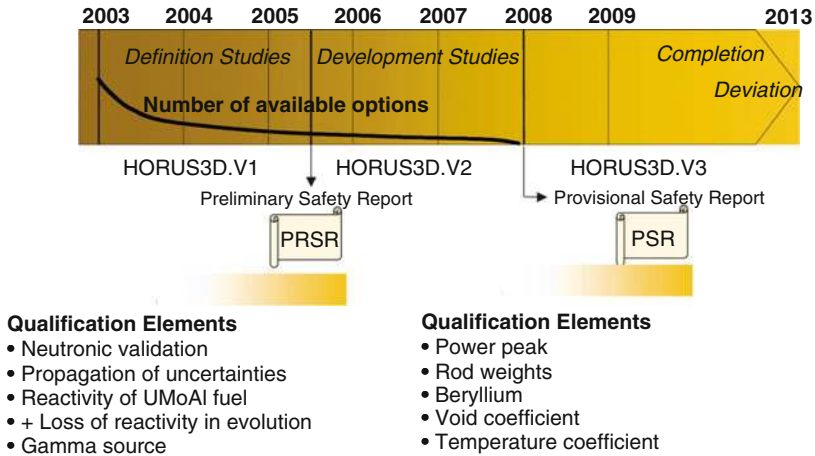 2003 2004 2005 2006 2007 2008 2009 2013
Definition Studies Development Studies Completion
Deviation
Number of available options
HORUS3D.V1 HORUS3D.V2 HORUS3D.V3
Preliminary Safety Report Provisional Safety Report
PRSR PSR
Qualification Elements
• Neutronic validation
• Propagation of uncertainties
• Reactivity of UMoAl fuel
• + Loss of reactivity in evolution
• Gamma source
Qualification Elements
• Power peak
• Rod weights
• Beryllium
• Void coefficient
• Temperature coefficient